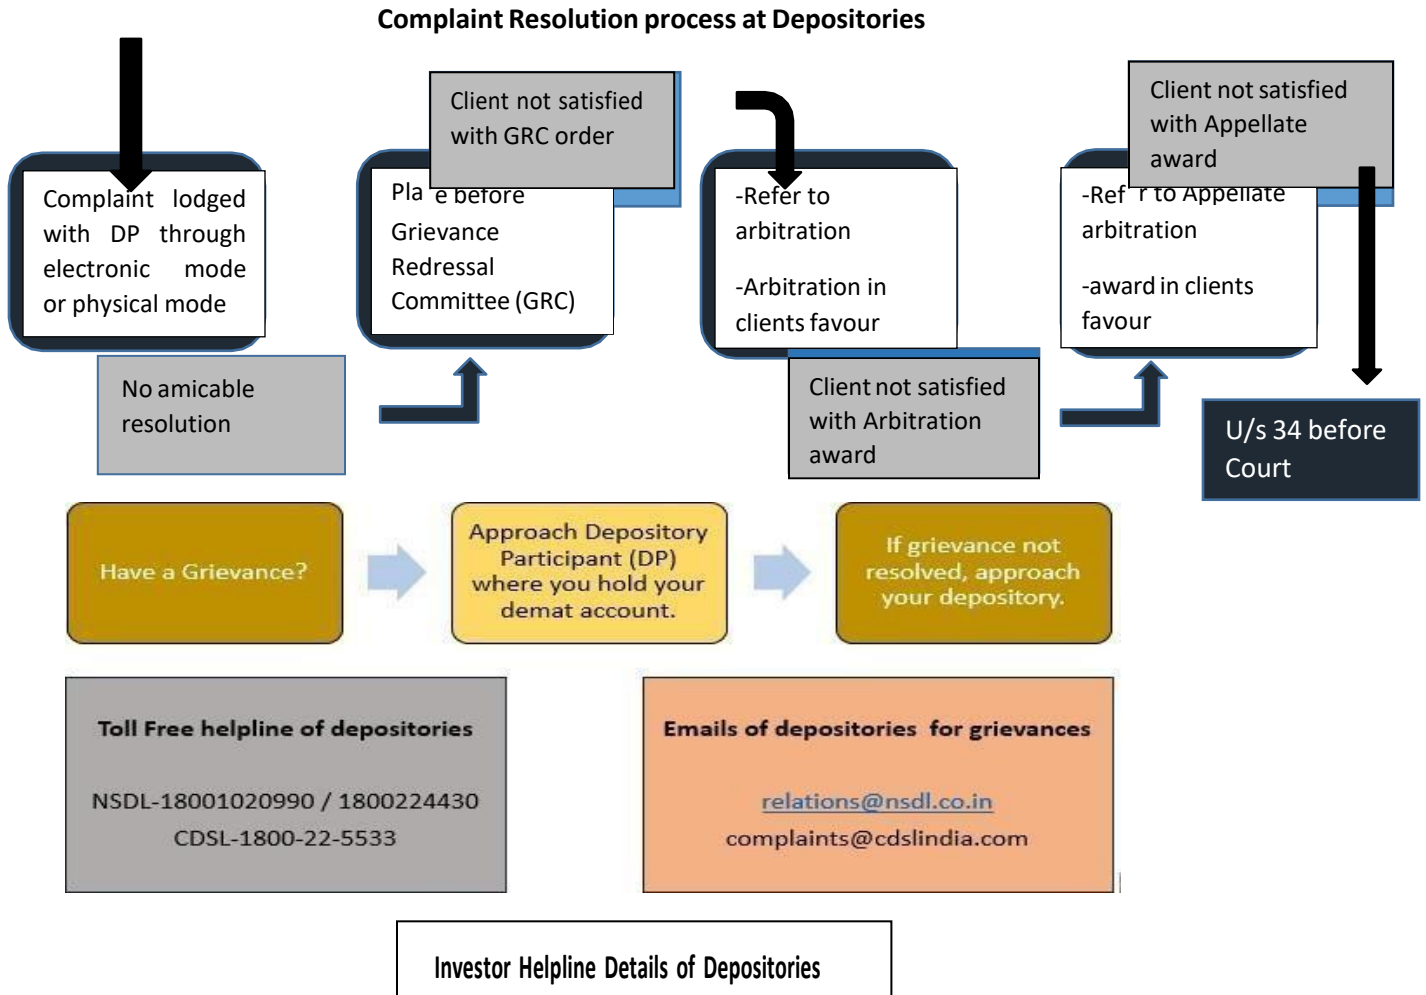 Complaint Resolution process at Depositories
Complaint lodged
with DP through
electronic mode
or physical mode
No amicable
resolution
Pla e before
Grievance
Redressal
Committee (GRC)
Client not satisfied
with GRC order
-Refer to
arbitration
-Arbitration in
clients favour
Client not satisfied
with Arbitration
award
-Ref r to Appellate
arbitration
-award in clients
favour
Client not satisfied
with Appellate
award
U/s 34 before
Court
Have a Grievance?
Approach Depository
Participant (DP)
where you hold your
demat account.
If grievance not
resolved, approach
your depository.
Toll Free helpline of depositories
NSDL-18001020990 / 1800224430
CDSL-1800-22-5533
Emails of depositories for grievances
relations@nsdl.co.in
complaints@cdslindia.com
Investor Helpline Details of Depositories